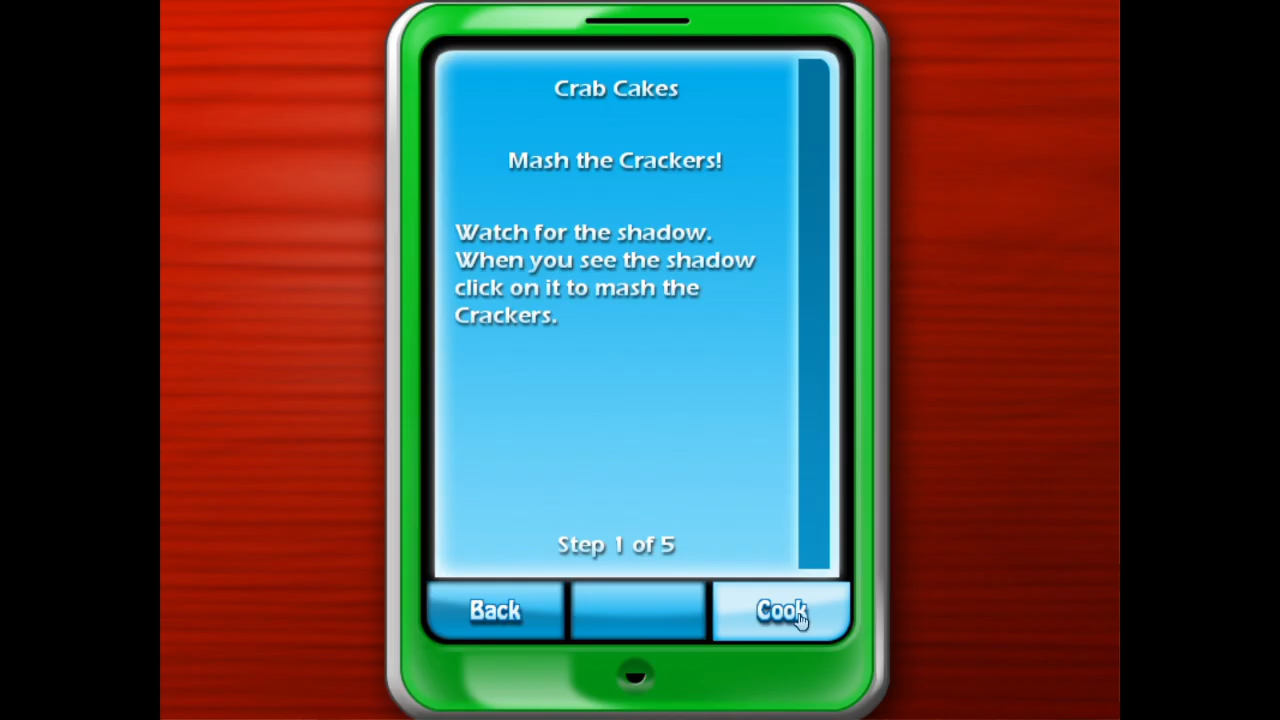 Crab Cakes
Mash the Crackers!
Watch for the shadow.
When you see the shadow
click on it to mash the
Crackers.
Step 1 of 5
Back
Cook